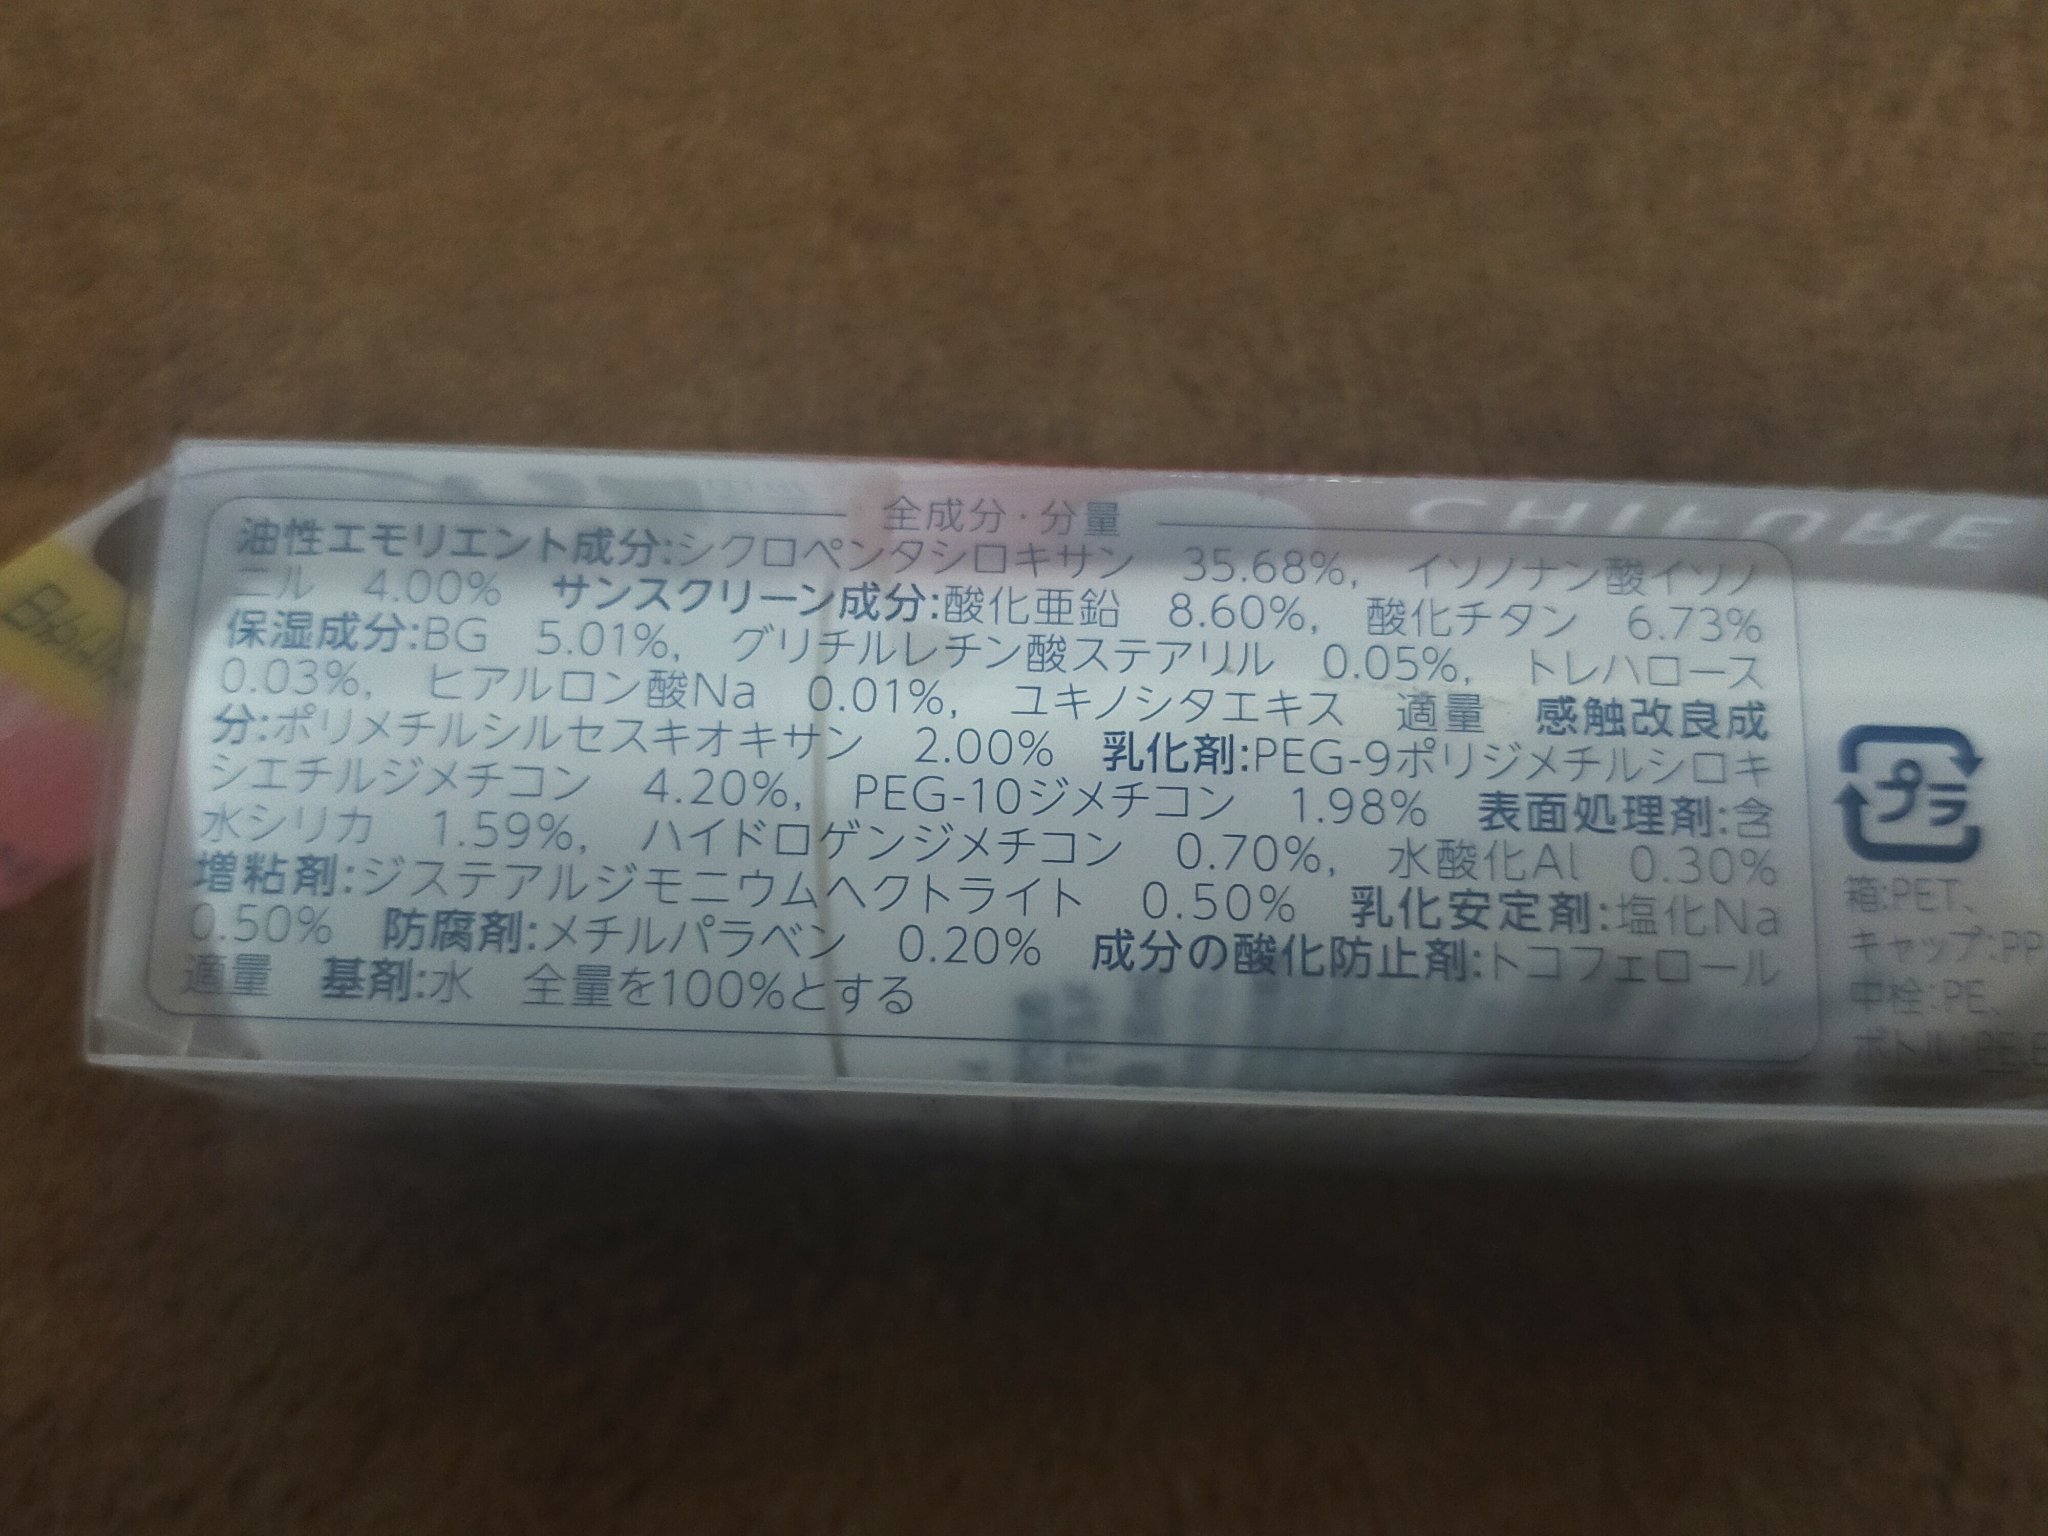 CHIFURE
全成分・分量
油性エモリエント成分:シクロペンタシロキサン 35.68%, イソノナン酸イソノ
ニル 4.00% サンスクリーン成分:酸化亜鉛 8.60%, 酸化チタン 6.73%
保湿成分:BG 5.01%, グリチルレチン酸ステアリル 0.05%, トレハロース
0.03%, ヒアルロン酸Na 0.01%, ユキノシタエキス 適量 感触改良成
分:ポリメチルシルセスキオキサン 2.00% 乳化剤:PEG-9ポリジメチルシロキ
シエチルジメチコン 4.20%, PEG-10ジメチコン 1.98% 表面処理剤:含
水シリカ 1.59%, ハイドロゲンジメチコン 0.70%, 水酸化Al 0.30%
増粘剤:ジステアルジモニウムヘクトライト 0.50% 乳化安定剤:塩化Na
0.50% 防腐剤:メチルパラベン 0.20% 成分の酸化防止剤:トコフェロール
適量 基剤:水 全量を100%とする
プラ
箱:PET、
キャップ:PP
中栓:PE、
ボトル:PE,E